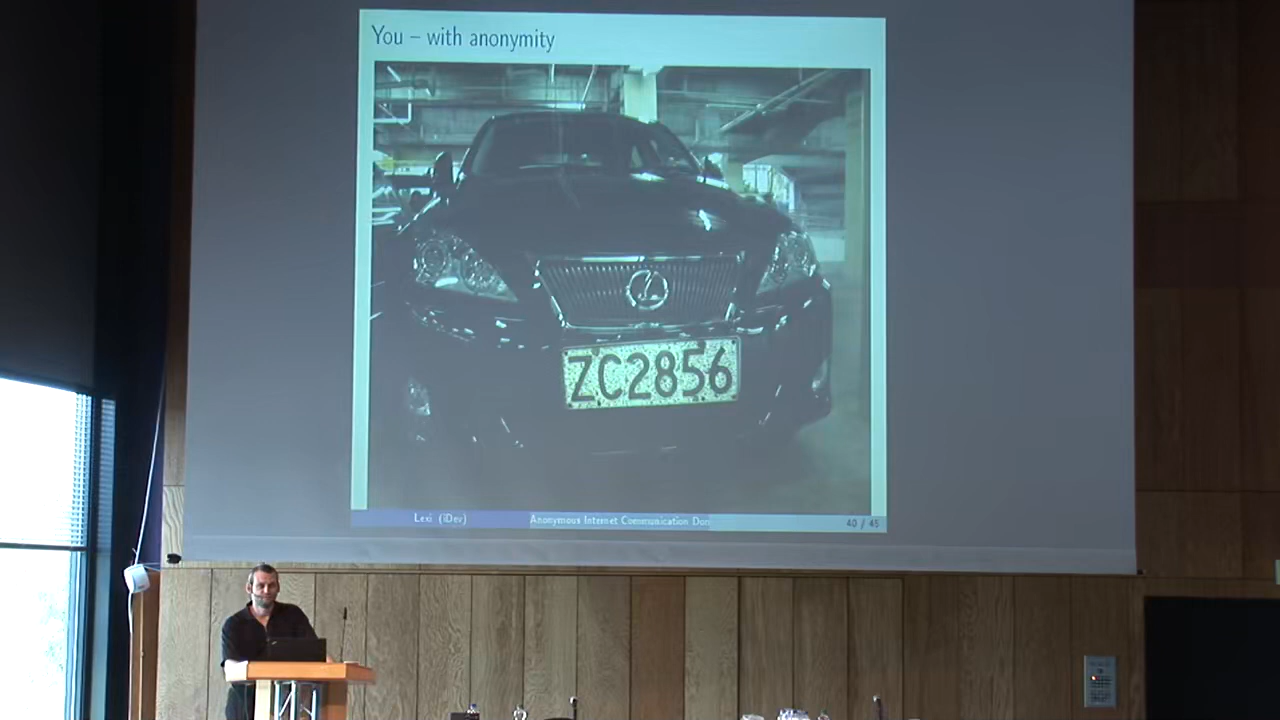 You – with anonymity
ZC2856
Lexi (iDev)
Anonymous Internet Communication Don
40 / 45